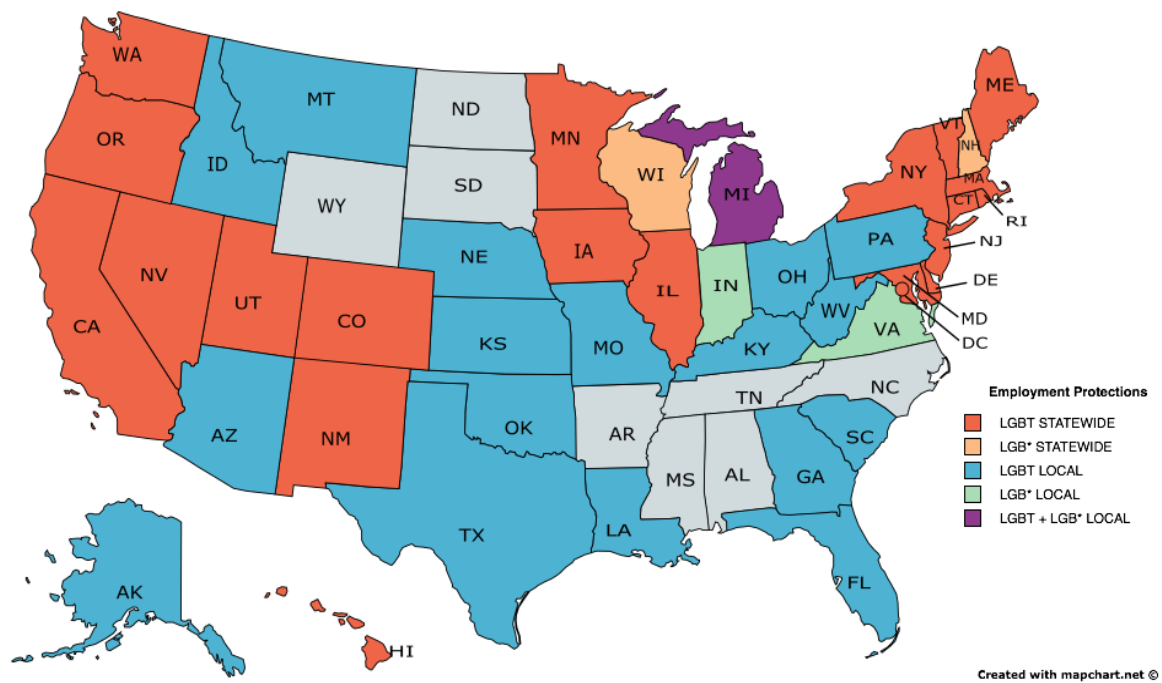 WA
MT
ND
MN
ME
VT
NH
OR
ID
SD
WI
MI
NY
MA
CT
RI
WY
IA
NE
PA
NJ
NV
UT
CO
IL
IN
OH
DE
CA
KS
MO
WV
VA
MD
DC
KY
AZ
NM
OK
AR
TN
NC
SC
MS
AL
GA
TX
LA
FL
AK
HI
Employment Protections
LGBT STATEWIDE
LGB* STATEWIDE
LGBT LOCAL
LGB* LOCAL
LGBT + LGB* LOCAL
Created with mapchart.net ©